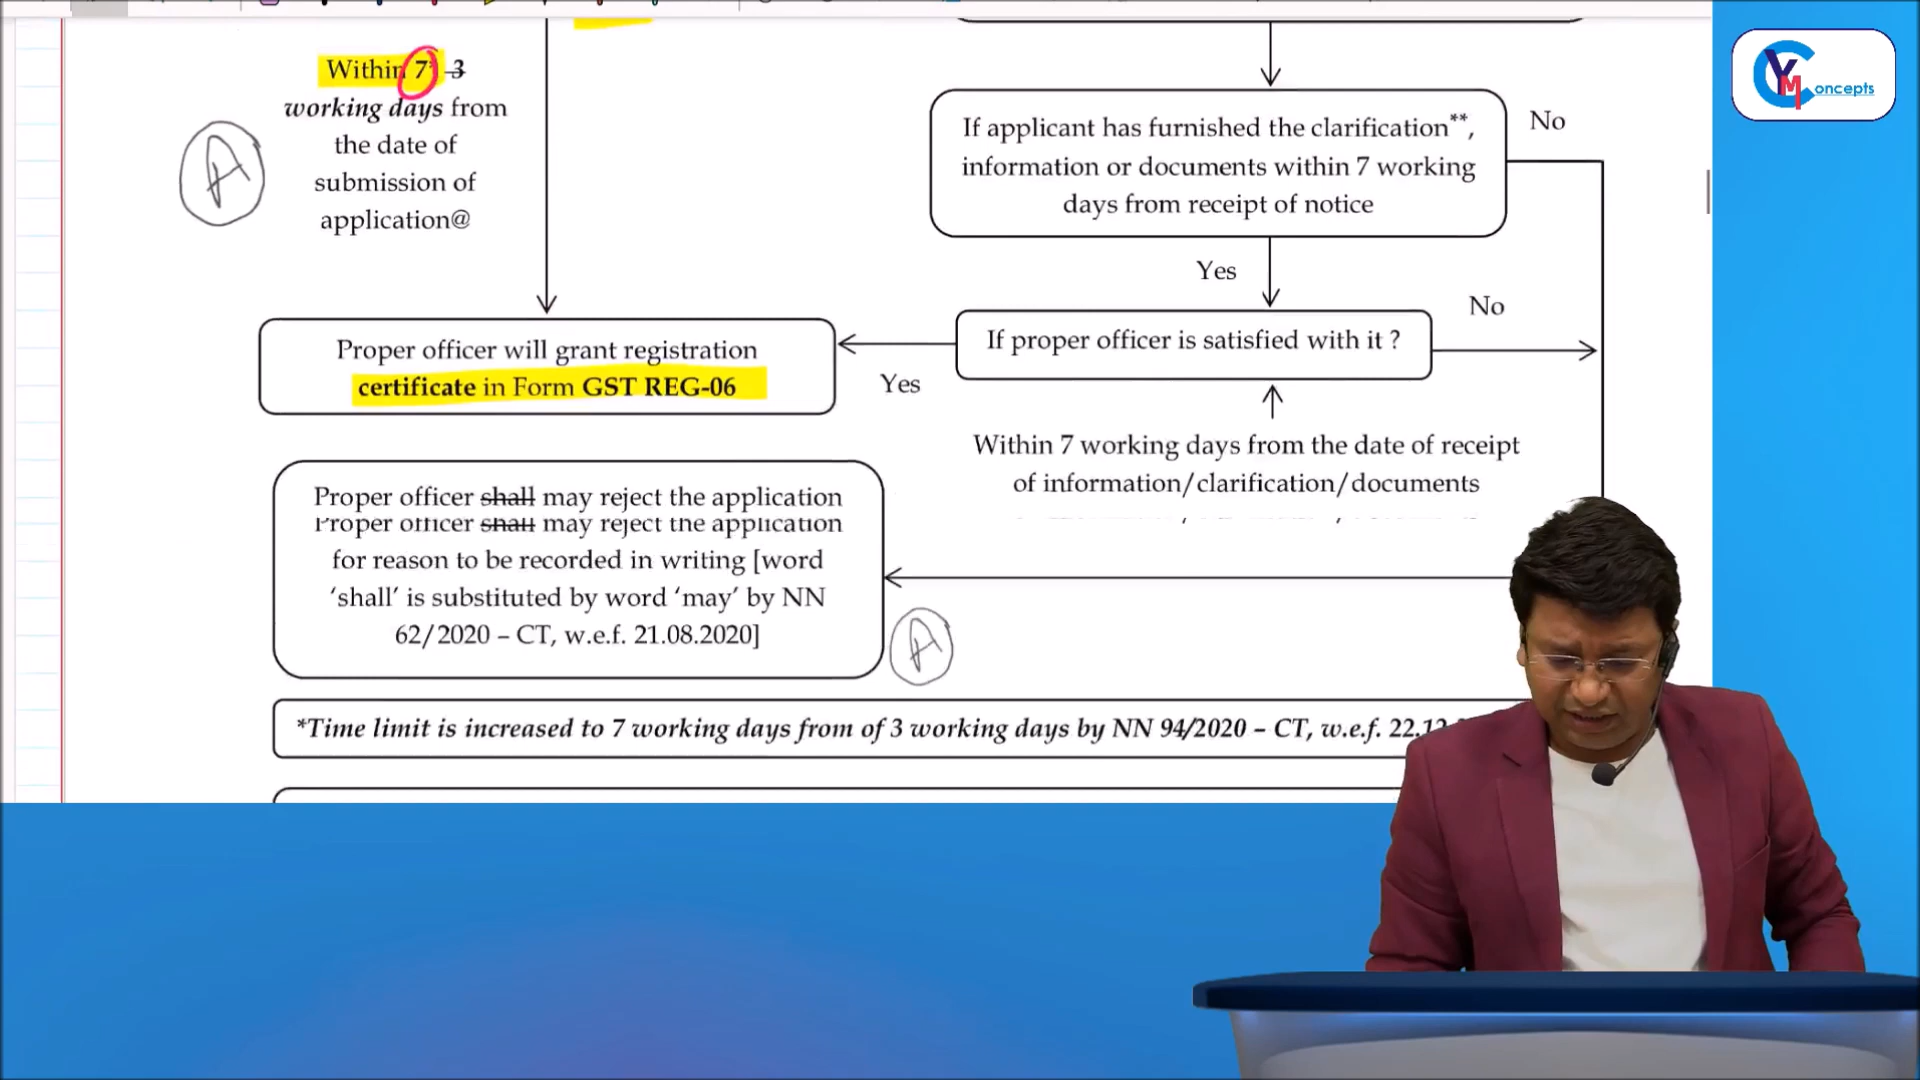 Within 7* 3
working days from
the date of
submission of
application@
A
If applicant has furnished the clarification**,
information or documents within 7 working
days from receipt of notice
No
Yes
If proper officer is satisfied with it ?
No
Yes
Proper officer will grant registration
certificate in Form GST REG-06
Within 7 working days from the date of receipt
of information/clarification/documents
Proper officer shall may reject the application
Proper officer shall may reject the application
for reason to be recorded in writing [word
‘shall’ is substituted by word ‘may’ by NN
62/2020 – CT, w.e.f. 21.08.2020]
A
*Time limit is increased to 7 working days from of 3 working days by NN 94/2020 – CT, w.e.f. 22.12
YM Concepts